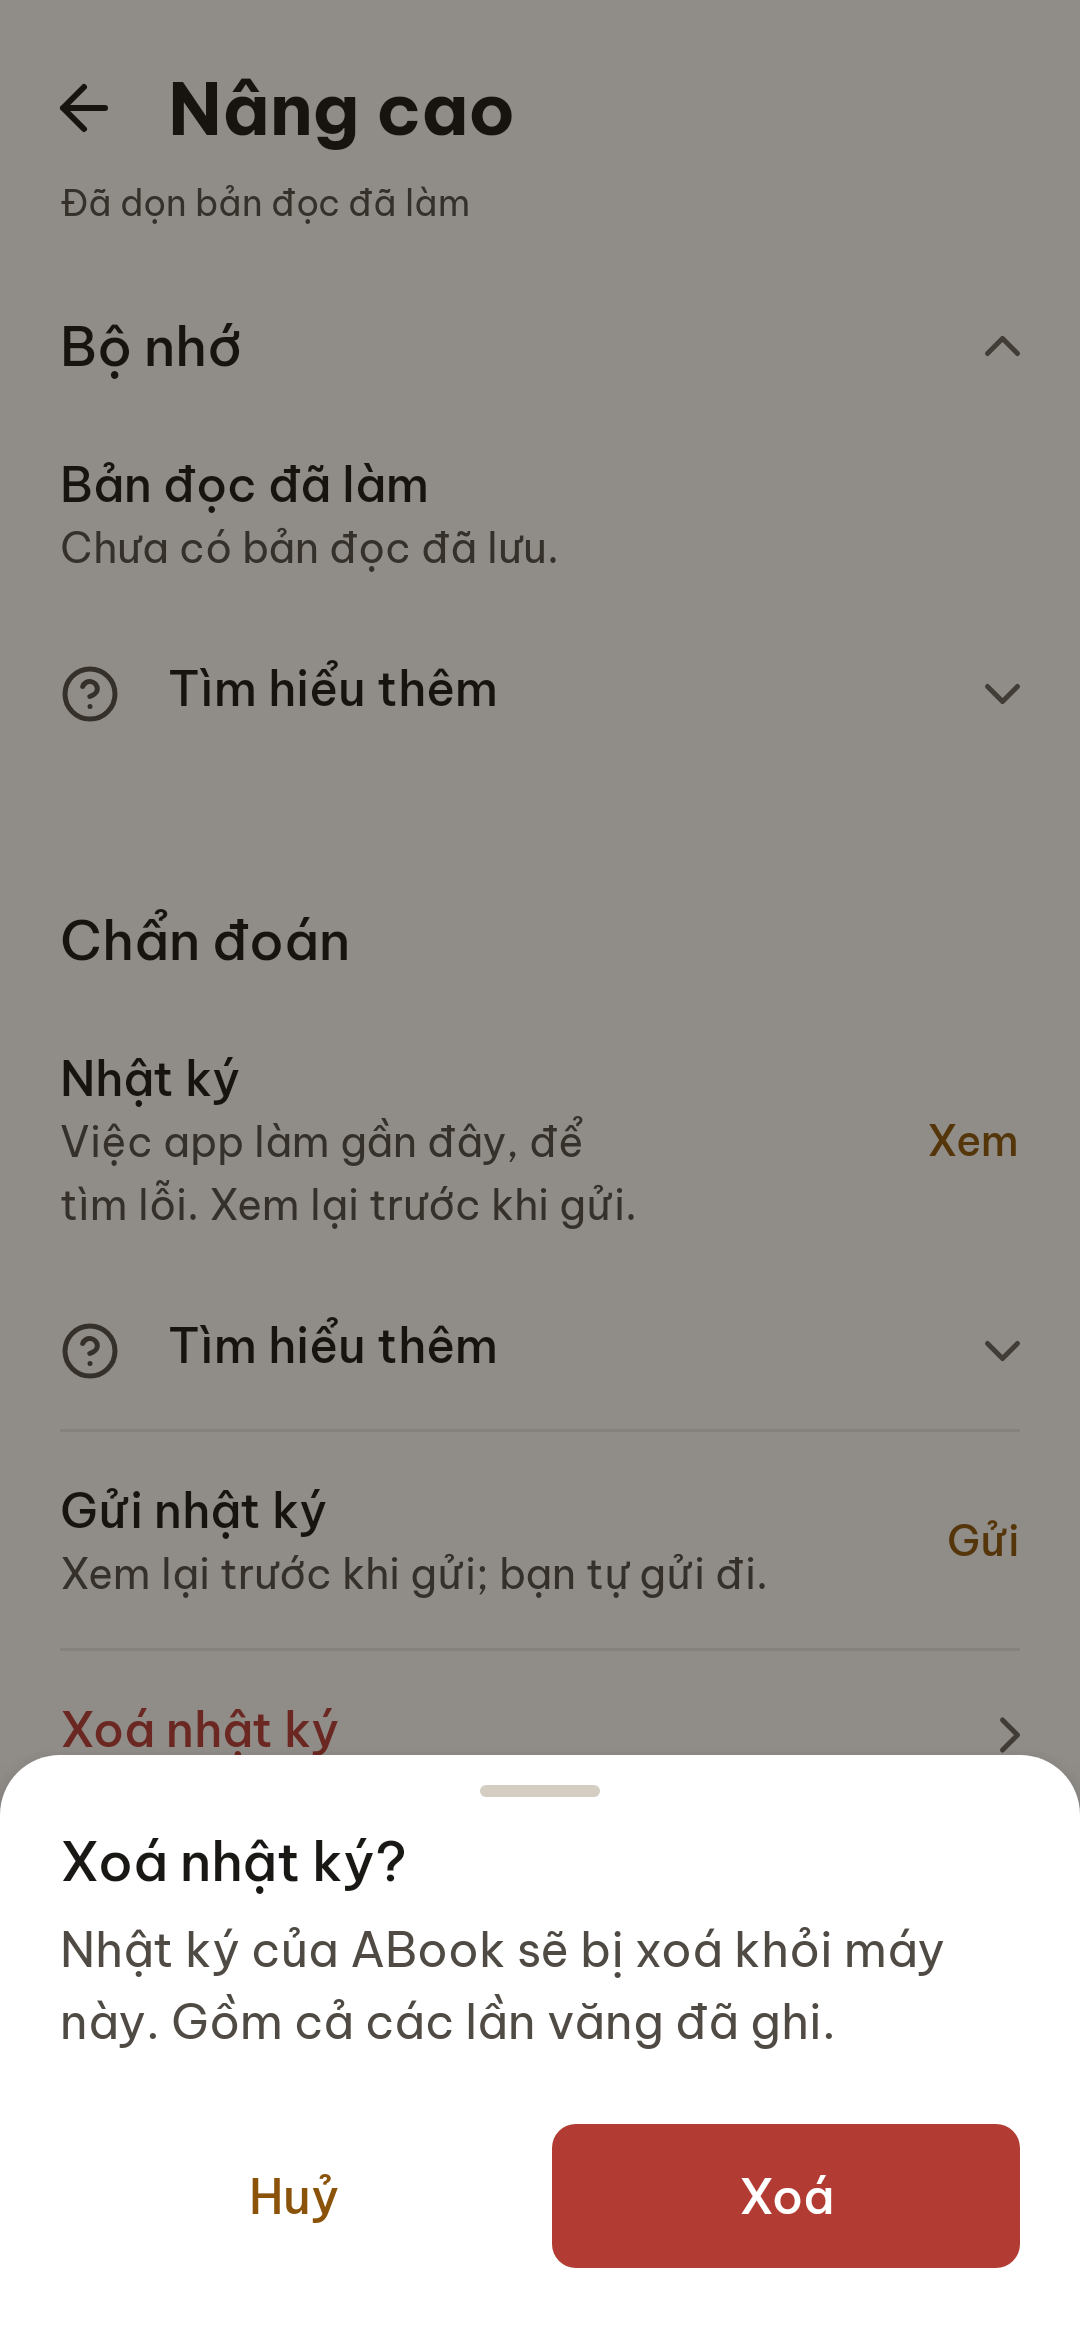 Nâng cao
Đã dọn bản đọc đã làm
Bộ nhớ
Bản đọc đã làm
Chưa có bản đọc đã lưu.
Tìm hiểu thêm
Chẩn đoán
Nhật ký
Việc app làm gần đây, để
tìm lỗi. Xem lại trước khi gửi.
Xem
Tìm hiểu thêm
Gửi nhật ký
Xem lại trước khi gửi; bạn tự gửi đi.
Gửi
Xoá nhật ký
Xoá nhật ký?
Nhật ký của ABook sẽ bị xoá khỏi máy
này. Gồm cả các lần văng đã ghi.
Huỷ
Xoá